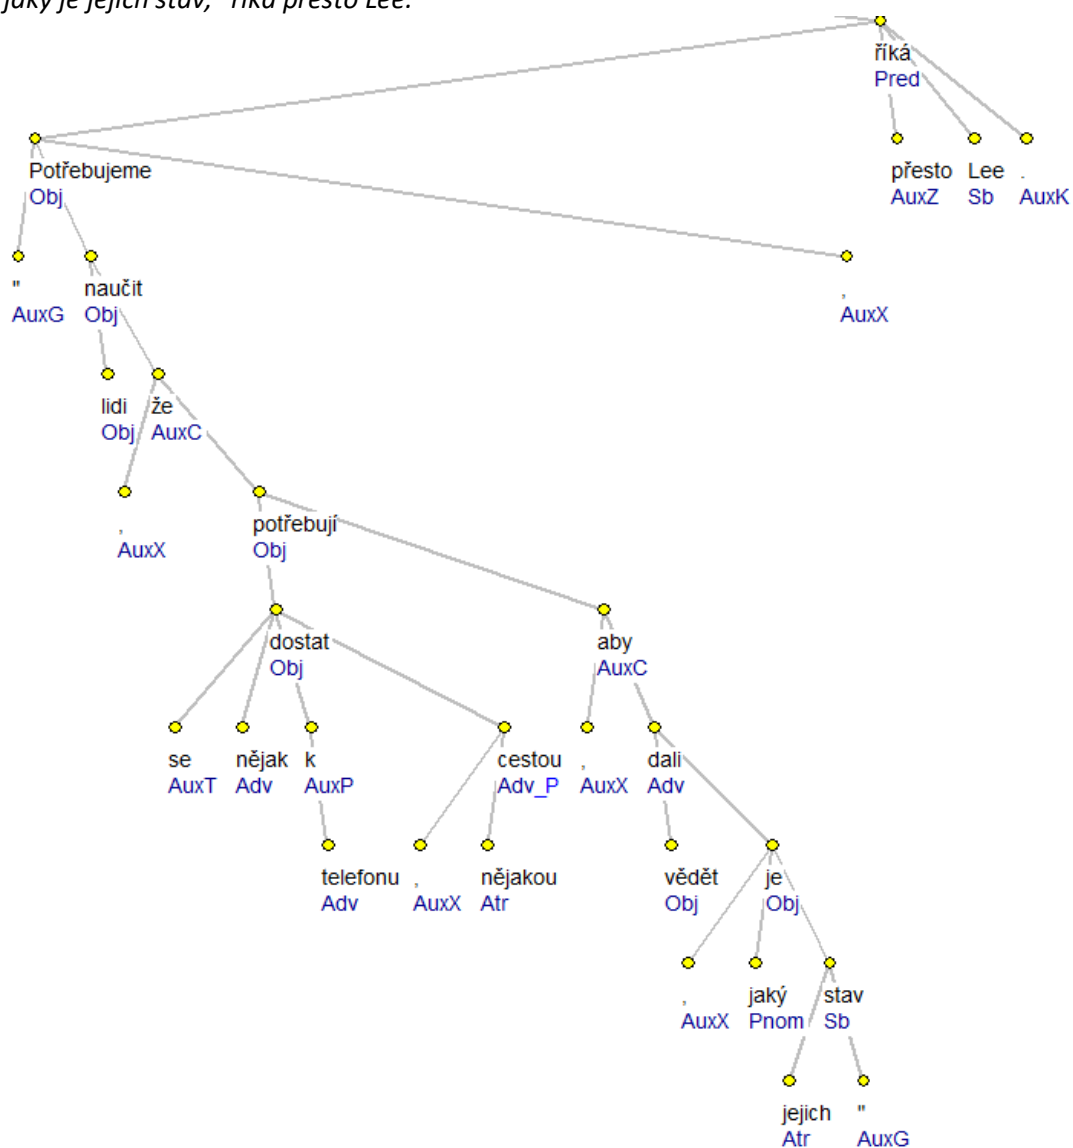 jaký je jejich stav," říká přesto Lee.
říká
Pred
přesto Lee .
AuxZ Sb AuxK
Potřebujeme
Obj
" naučit ,
AuxG Obj AuxX
lidi že
Obj AuxC
, potřebují
AuxX Obj
dostat aby
Obj AuxC
se nějak k cestou , dali
AuxT Adv AuxP Adv_P AuxX Adv
telefonu , nějakou vědět je
Adv AuxX Atr Obj Obj
, jaký stav
AuxX Pnom Sb
jejich "
Atr AuxG